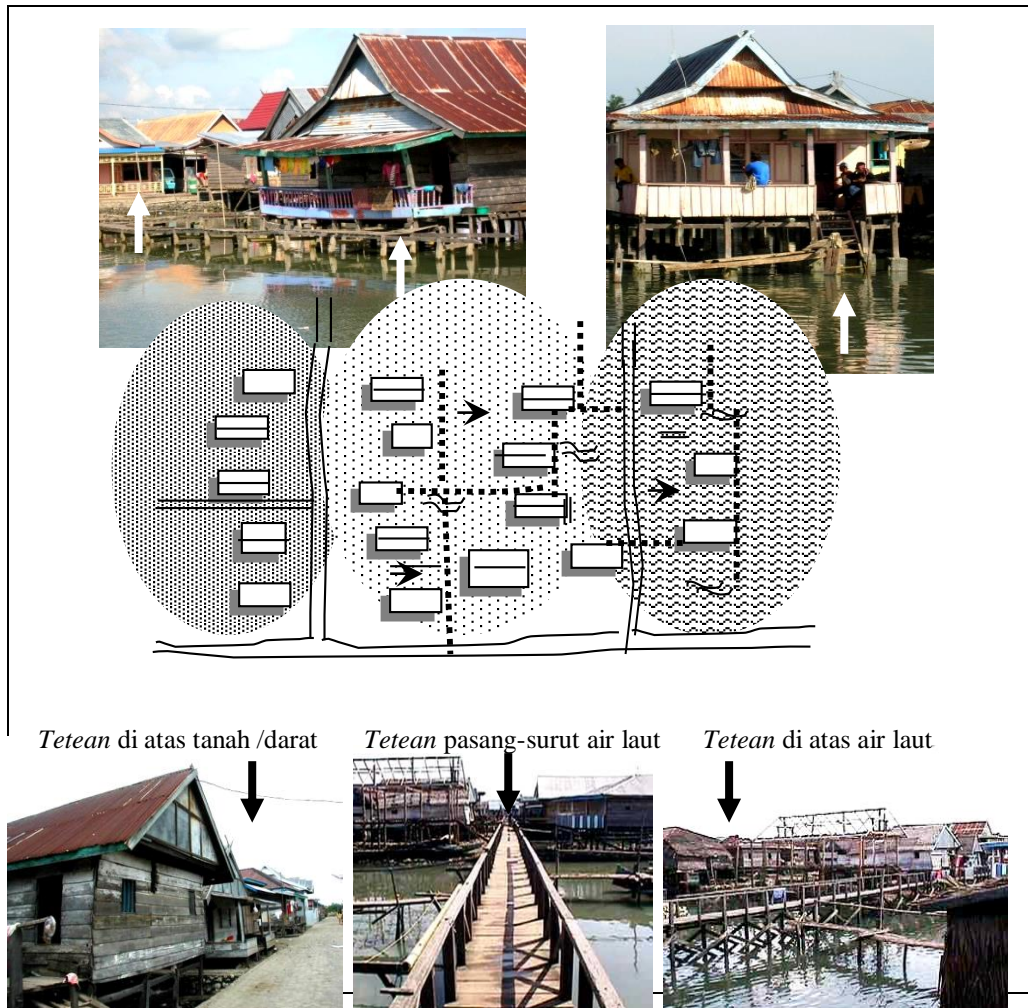 Tetean di atas tanah /darat
Tetean pasang-surut air laut
Tetean di atas air laut